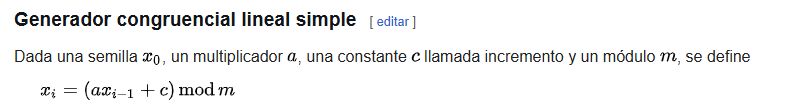 Generador congruencial lineal simple [ editar ]
Dada una semilla x₀, un multiplicador a, una constante c llamada incremento y un módulo m, se define
xᵢ = (axᵢ₋₁ + c) mod m